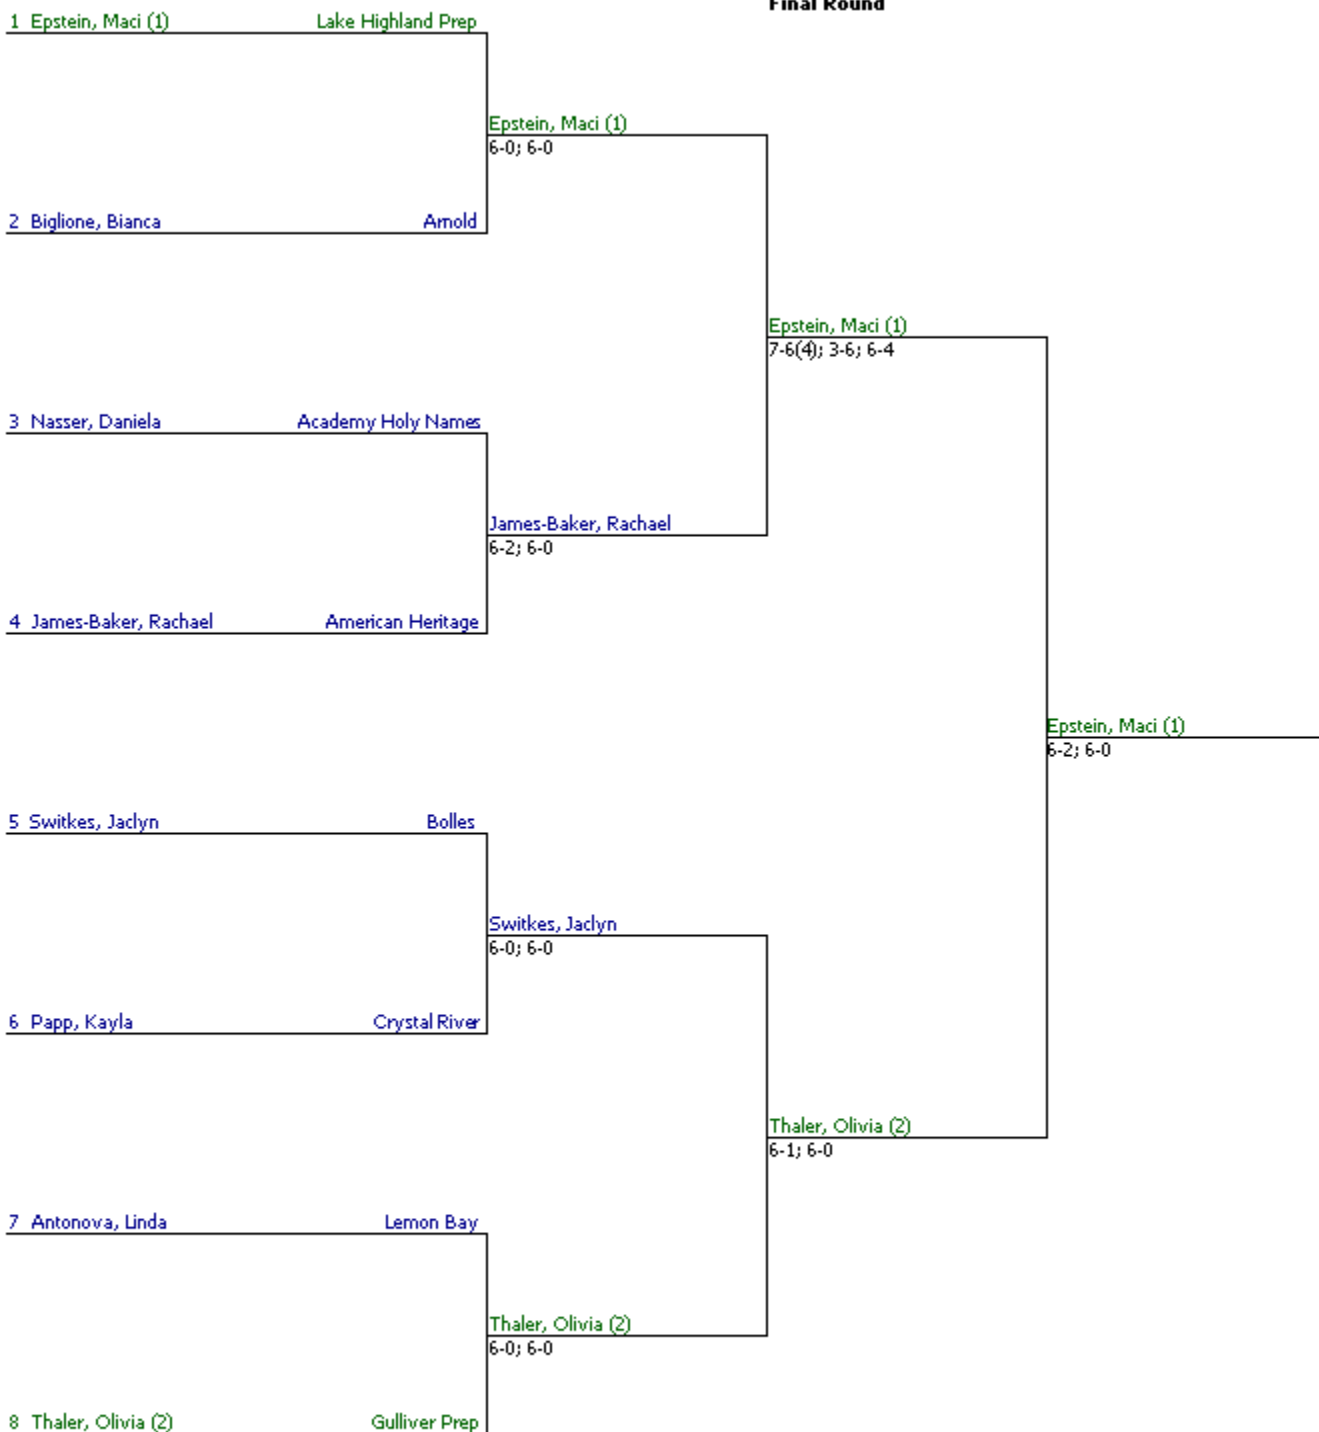 Final Round
1 Epstein, Maci (1) Lake Highland Prep
Epstein, Maci (1)
6-0; 6-0
2 Biglione, Bianca Arnold
Epstein, Maci (1)
7-6(4); 3-6; 6-4
3 Nasser, Daniela Academy Holy Names
James-Baker, Rachael
6-2; 6-0
4 James-Baker, Rachael American Heritage
Epstein, Maci (1)
6-2; 6-0
5 Switkes, Jaclyn Bolles
Switkes, Jaclyn
6-0; 6-0
6 Papp, Kayla Crystal River
Thaler, Olivia (2)
6-1; 6-0
7 Antonova, Linda Lemon Bay
Thaler, Olivia (2)
6-0; 6-0
8 Thaler, Olivia (2) Gulliver Prep